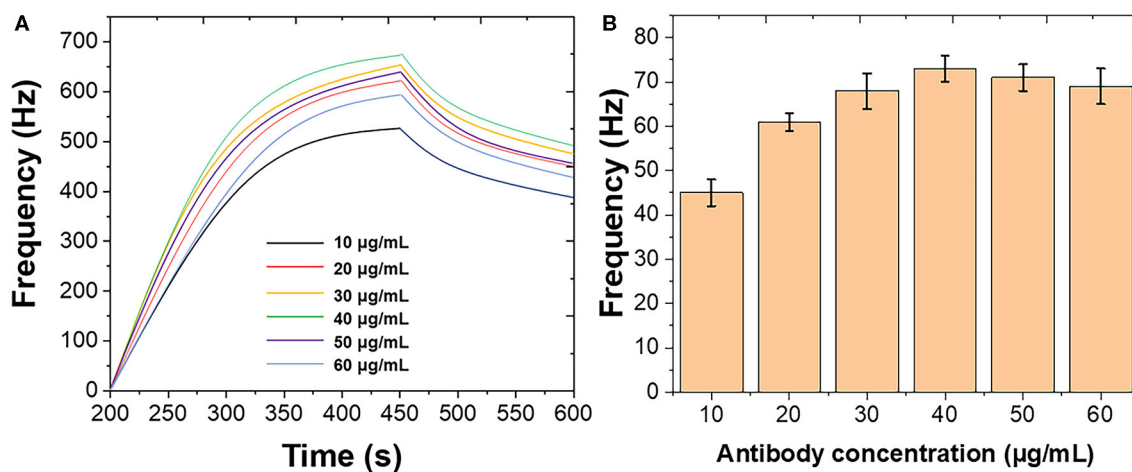 A
Frequency (Hz)
700
600
500
400
300
200
100
0
10 µg/mL
20 µg/mL
30 µg/mL
40 µg/mL
50 µg/mL
60 µg/mL
200 250 300 350 400 450 500 550 600
Time (s)
B
Frequency (Hz)
80
70
60
50
40
30
20
10
0
10 20 30 40 50 60
Antibody concentration (µg/mL)